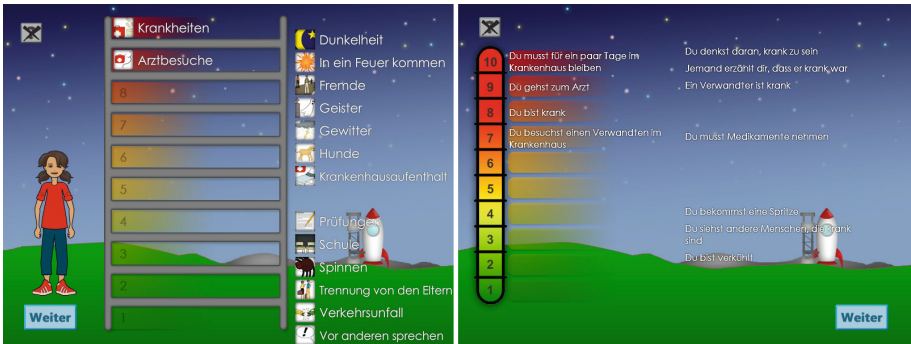 Krankheiten
Arztbesuche
8
7
6
5
4
3
2
1
Dunkelheit
In ein Feuer kommen
Fremde
Geister
Gewitter
Hunde
Krankenhausaufenthalt
Prüfungen
Schule
Spinnen
Trennung von den Eltern
Verkehrsunfall
Vor anderen sprechen
Weiter
10
Du musst für ein paar Tage im
Krankenhaus bleiben
9
Du gehst zum Arzt
8
Du bist krank
7
Du besuchst einen Verwandten im
Krankenhaus
6
5
4
3
2
1
Du denkst daran, krank zu sein
Jemand erzählt dir, dass er krank war
Ein Verwandter ist krank
Du musst Medikamente nehmen
Du bekommst eine Spritze
Du siehst andere Menschen, die krank
sind
Du bist verkühlt
Weiter